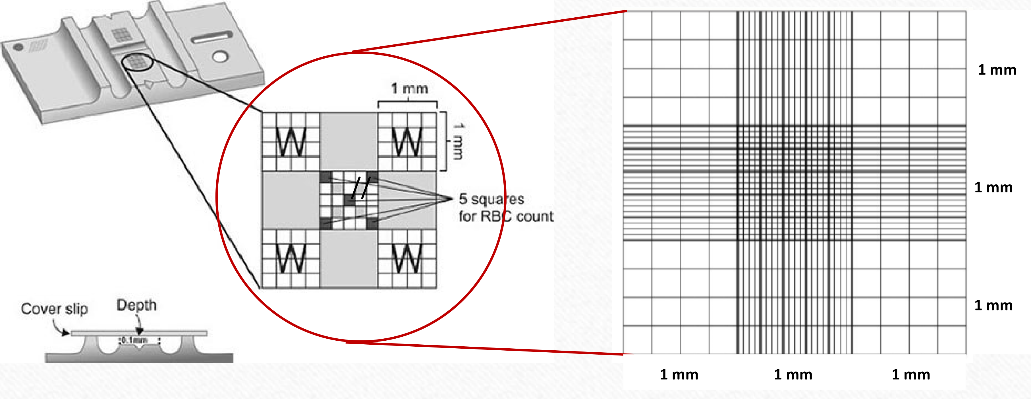 1 mm
W
W
1 mm
5 squares
for RBC count
W
W
Cover slip
Depth
0.1mm
1 mm
1 mm
1 mm
1 mm
1 mm
1 mm